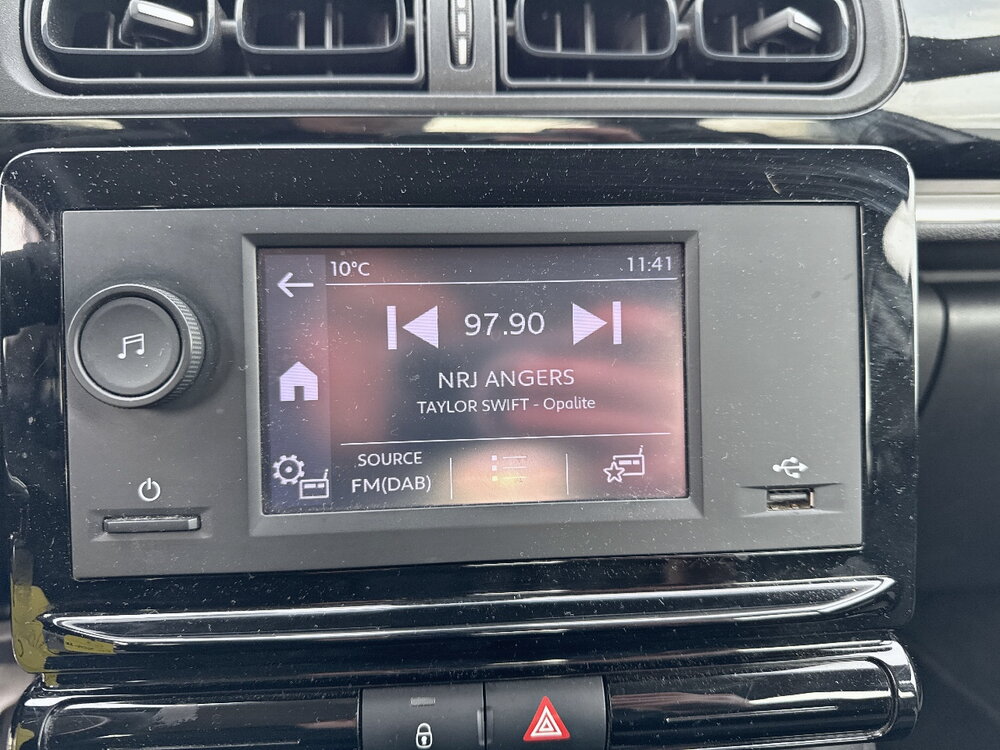 10°C 11:41
97.90
NRJ ANGERS
TAYLOR SWIFT - Opalite
SOURCE
FM(DAB)